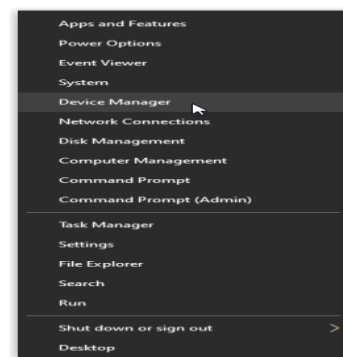 Apps and Features
Power Options
Event Viewer
System
Device Manager
Network Connections
Disk Management
Computer Management
Command Prompt
Command Prompt (Admin)
Task Manager
Settings
File Explorer
Search
Run
Shut down or sign out >
Desktop